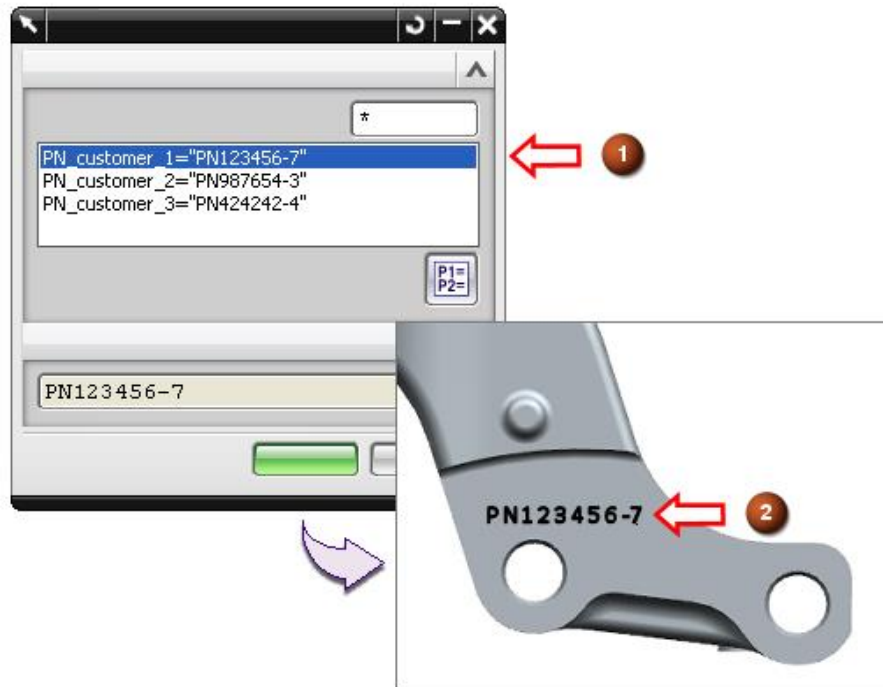 *
PN_customer_1="PN123456-7"
1
PN_customer_2="PN987654-3"
PN_customer_3="PN424242-4"
P1=
P2=
PN123456-7
PN123456-7
2